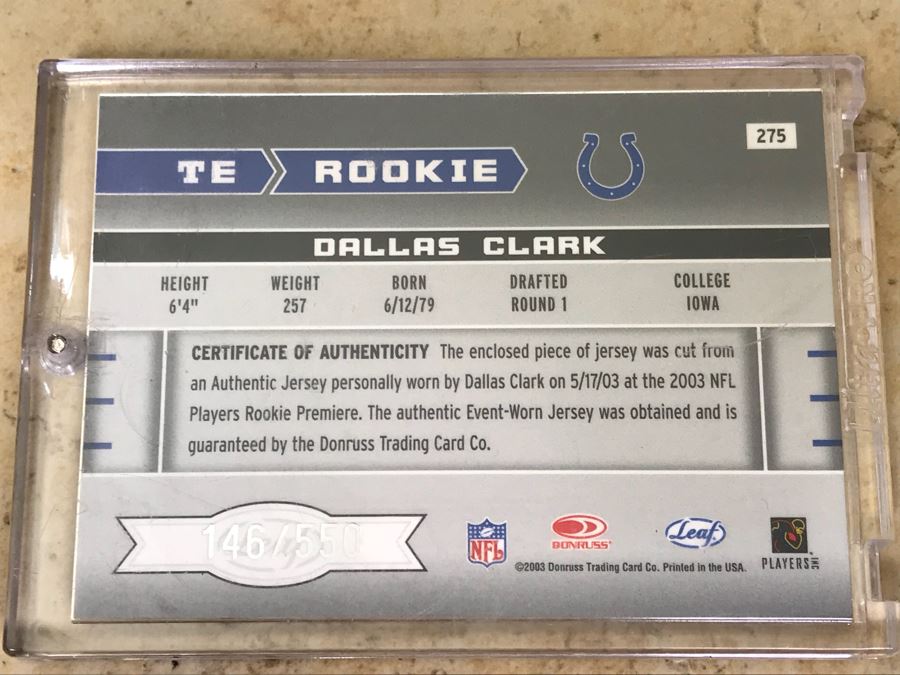 275
TE ROOKIE
DALLAS CLARK
HEIGHT WEIGHT BORN DRAFTED COLLEGE
6'4" 257 6/12/79 ROUND 1 IOWA
CERTIFICATE OF AUTHENTICITY The enclosed piece of jersey was cut from
an Authentic Jersey personally worn by Dallas Clark on 5/17/03 at the 2003 NFL
Players Rookie Premiere. The authentic Event-Worn Jersey was obtained and is
guaranteed by the Donruss Trading Card Co.
146/550
NFL DONRUSS Leaf PLAYERS INC
©2003 Donruss Trading Card Co. Printed in the USA.